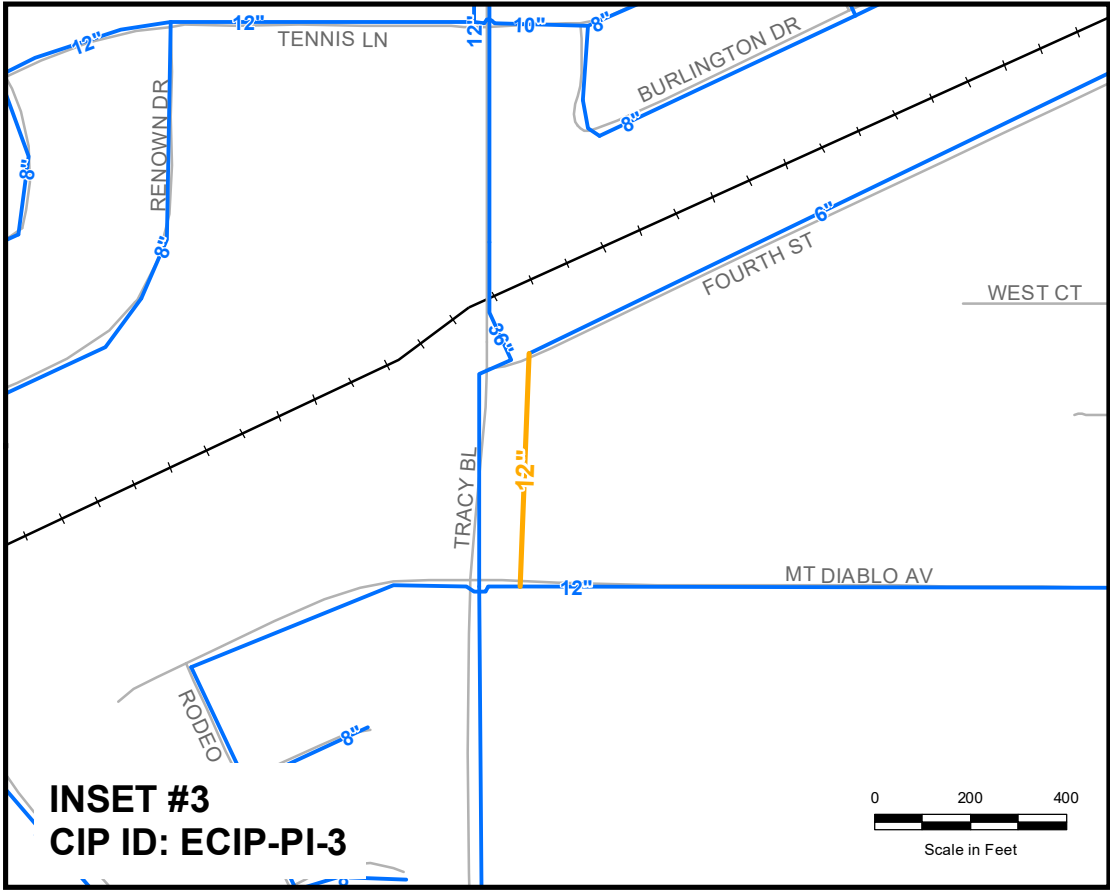 12"
12"
12"
10"
8"
TENNIS LN
BURLINGTON DR
8"
8"
RENOWN DR
8"
6"
FOURTH ST
WEST CT
36"
TRACY BL
12"
MT DIABLO AV
12"
RODEO
8"
INSET #3
CIP ID: ECIP-PI-3
0 200 400
Scale in Feet